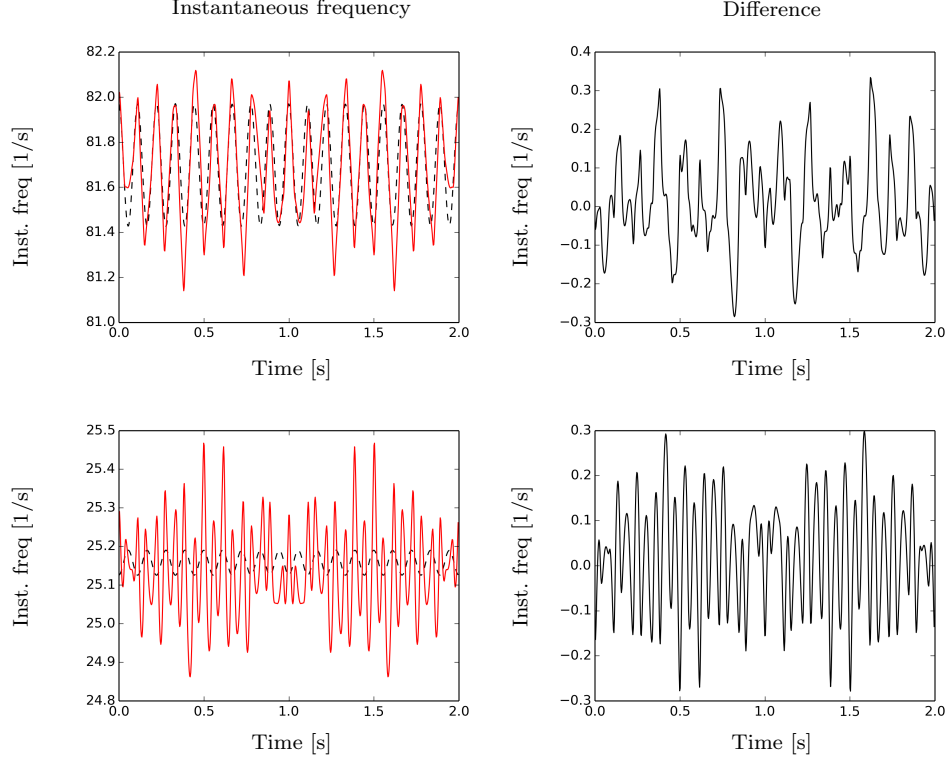 Instantaneous frequency
Difference
82.2
82.0
81.8
81.6
81.4
81.2
81.0
0.0 0.5 1.0 1.5 2.0
Inst. freq [1/s]
Time [s]
0.4
0.3
0.2
0.1
0.0
−0.1
−0.2
−0.3
0.0 0.5 1.0 1.5 2.0
Inst. freq [1/s]
Time [s]
25.5
25.4
25.3
25.2
25.1
25.0
24.9
24.8
0.0 0.5 1.0 1.5 2.0
Inst. freq [1/s]
Time [s]
0.3
0.2
0.1
0.0
−0.1
−0.2
−0.3
0.0 0.5 1.0 1.5 2.0
Inst. freq [1/s]
Time [s]